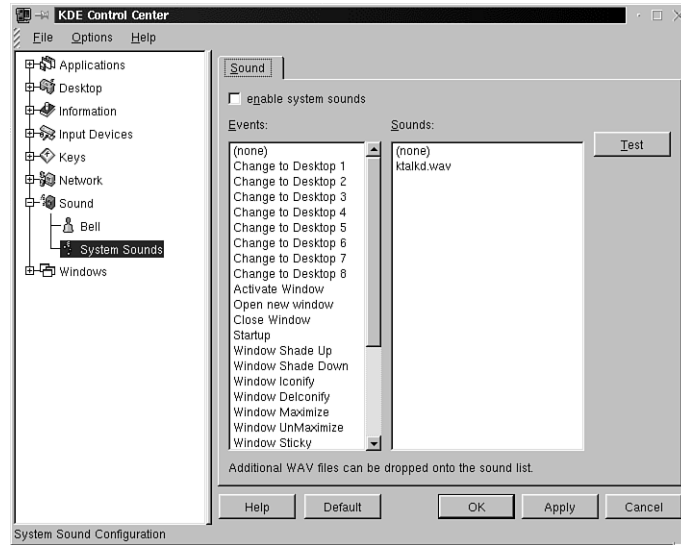 KDE Control Center
File Options Help
Applications
Desktop
Information
Input Devices
Keys
Network
Sound
Bell
System Sounds
Windows
Sound
enable system sounds
Events:
(none)
Change to Desktop 1
Change to Desktop 2
Change to Desktop 3
Change to Desktop 4
Change to Desktop 5
Change to Desktop 6
Change to Desktop 7
Change to Desktop 8
Activate Window
Open new window
Close Window
Startup
Window Shade Up
Window Shade Down
Window Iconify
Window DeIconify
Window Maximize
Window UnMaximize
Window Sticky
Sounds:
(none)
ktalkd.wav
Test
Additional WAV files can be dropped onto the sound list.
Help Default OK Apply Cancel
System Sound Configuration